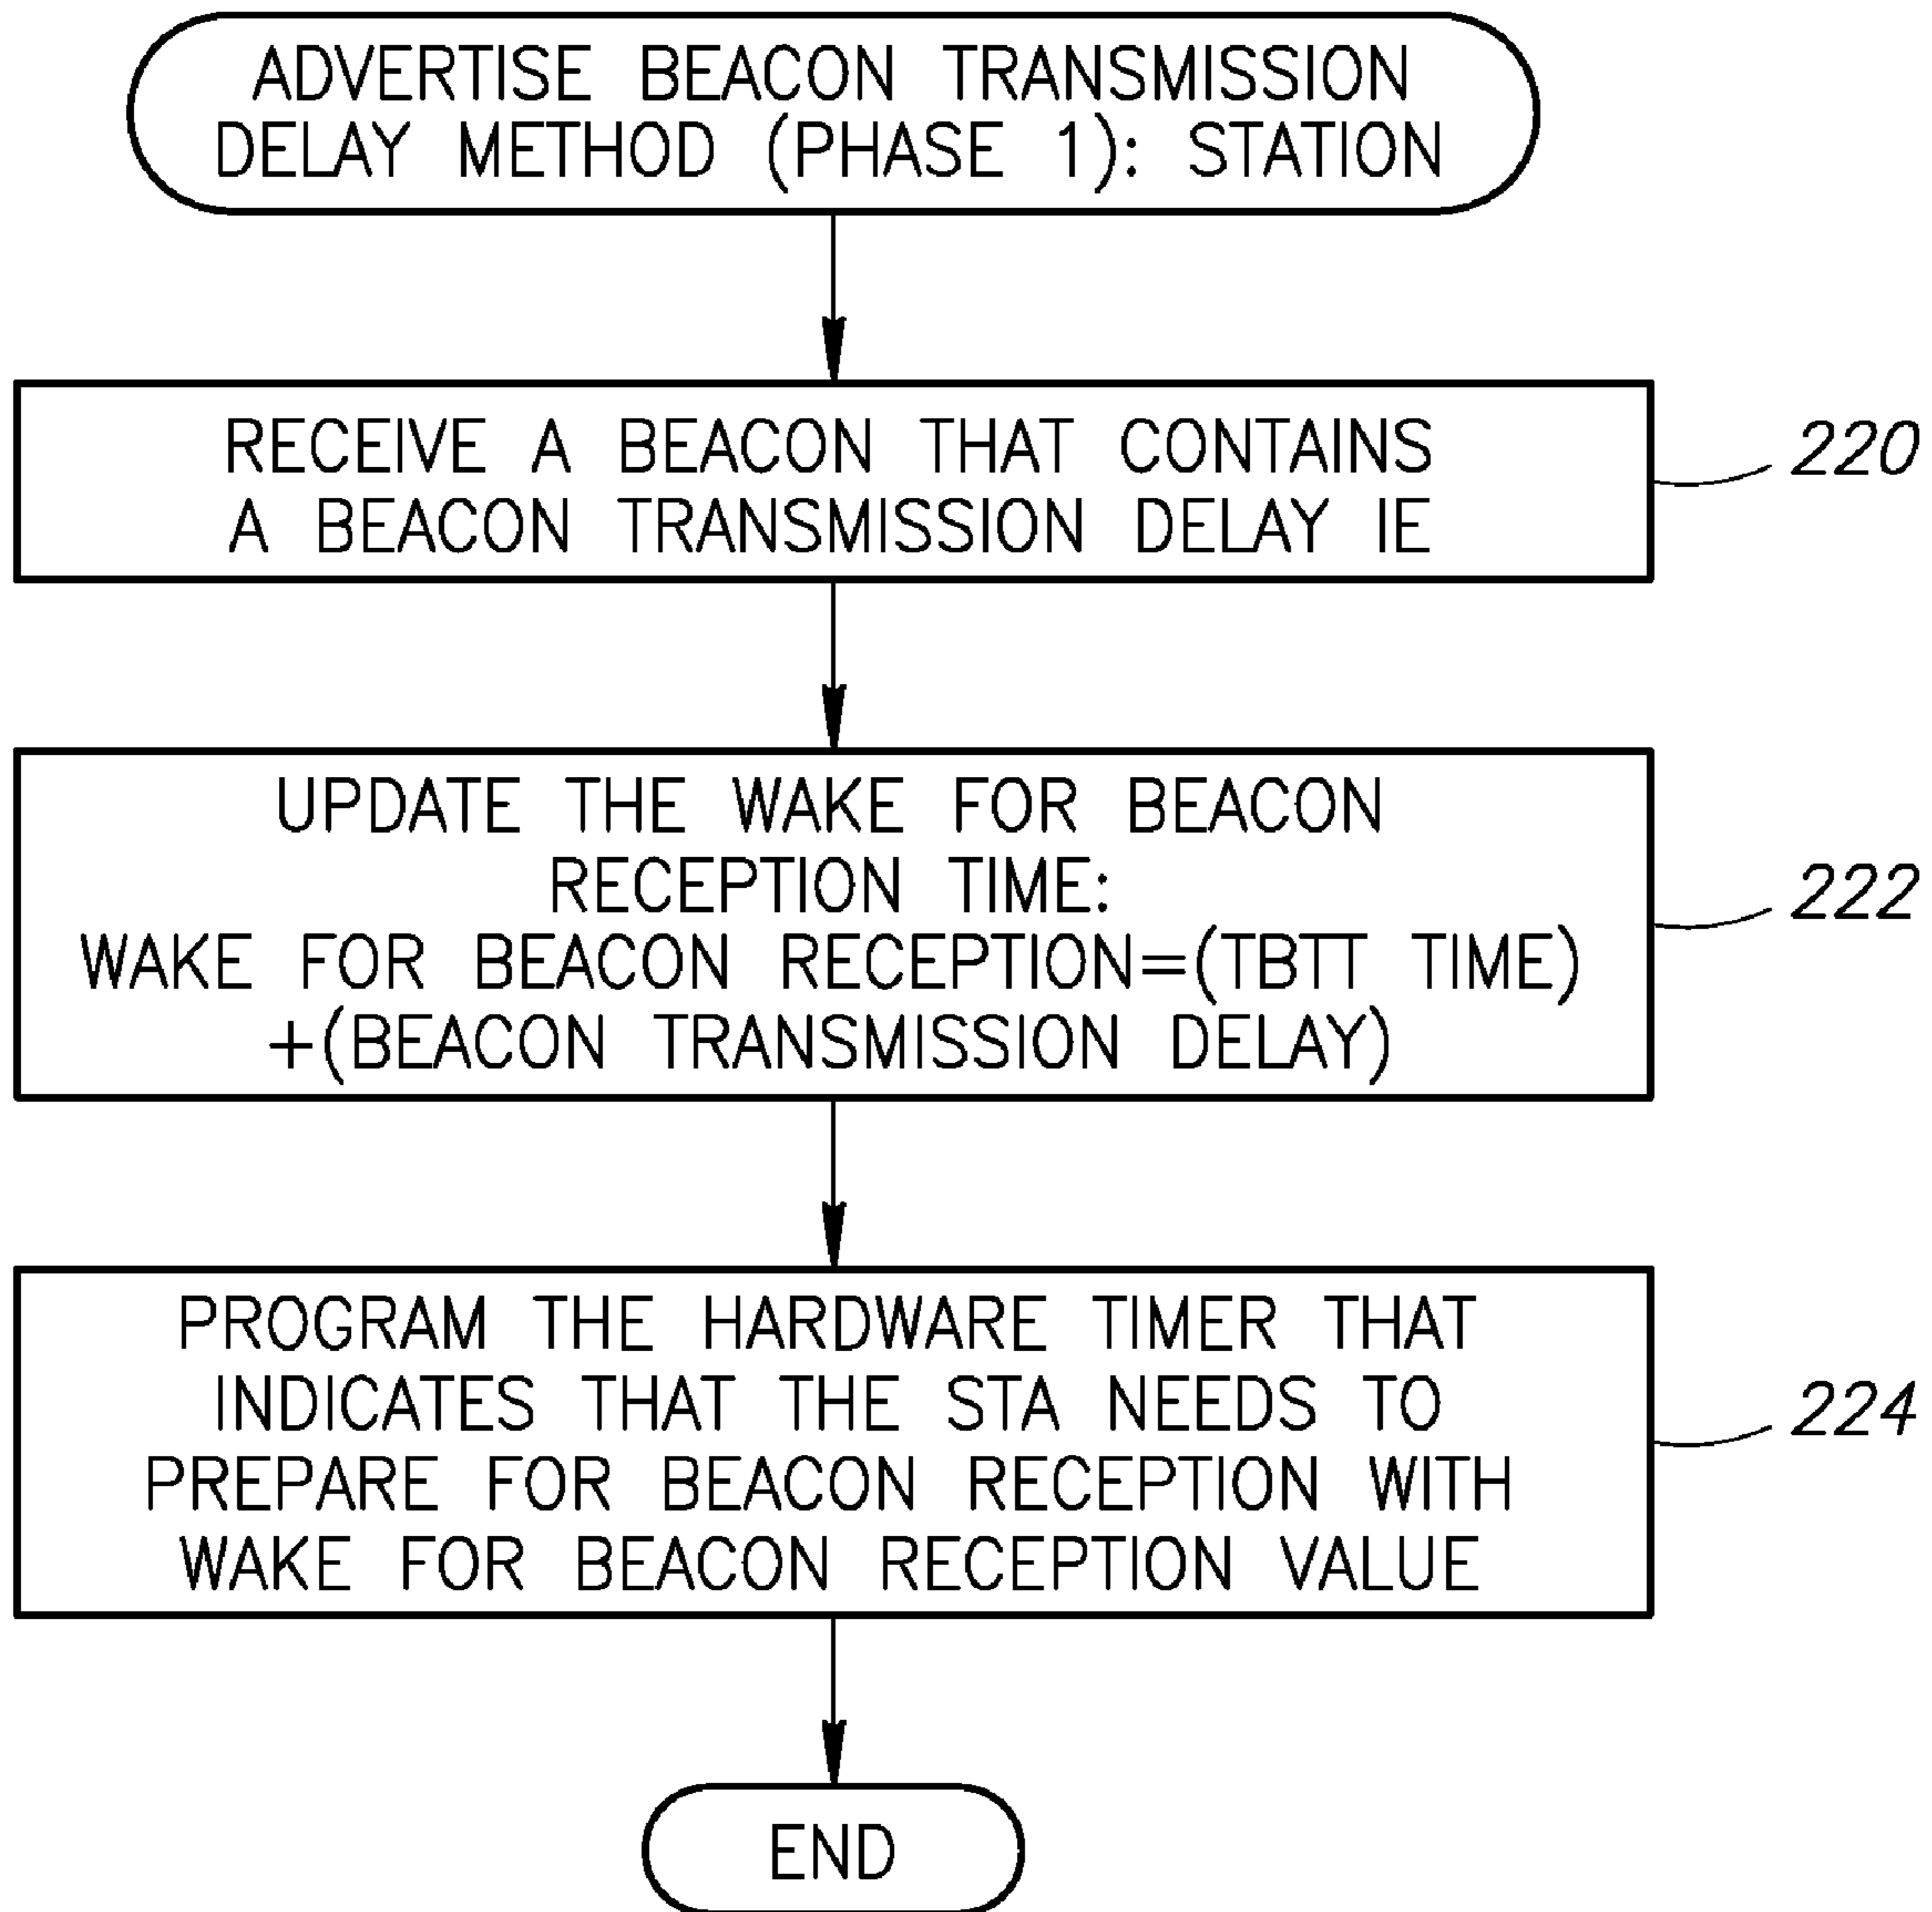 ADVERTISE BEACON TRANSMISSION
DELAY METHOD (PHASE 1): STATION
RECEIVE A BEACON THAT CONTAINS
A BEACON TRANSMISSION DELAY IE
220
UPDATE THE WAKE FOR BEACON
RECEPTION TIME:
WAKE FOR BEACON RECEPTION=(TBTT TIME)
+(BEACON TRANSMISSION DELAY)
222
PROGRAM THE HARDWARE TIMER THAT
INDICATES THAT THE STA NEEDS TO
PREPARE FOR BEACON RECEPTION WITH
WAKE FOR BEACON RECEPTION VALUE
224
END